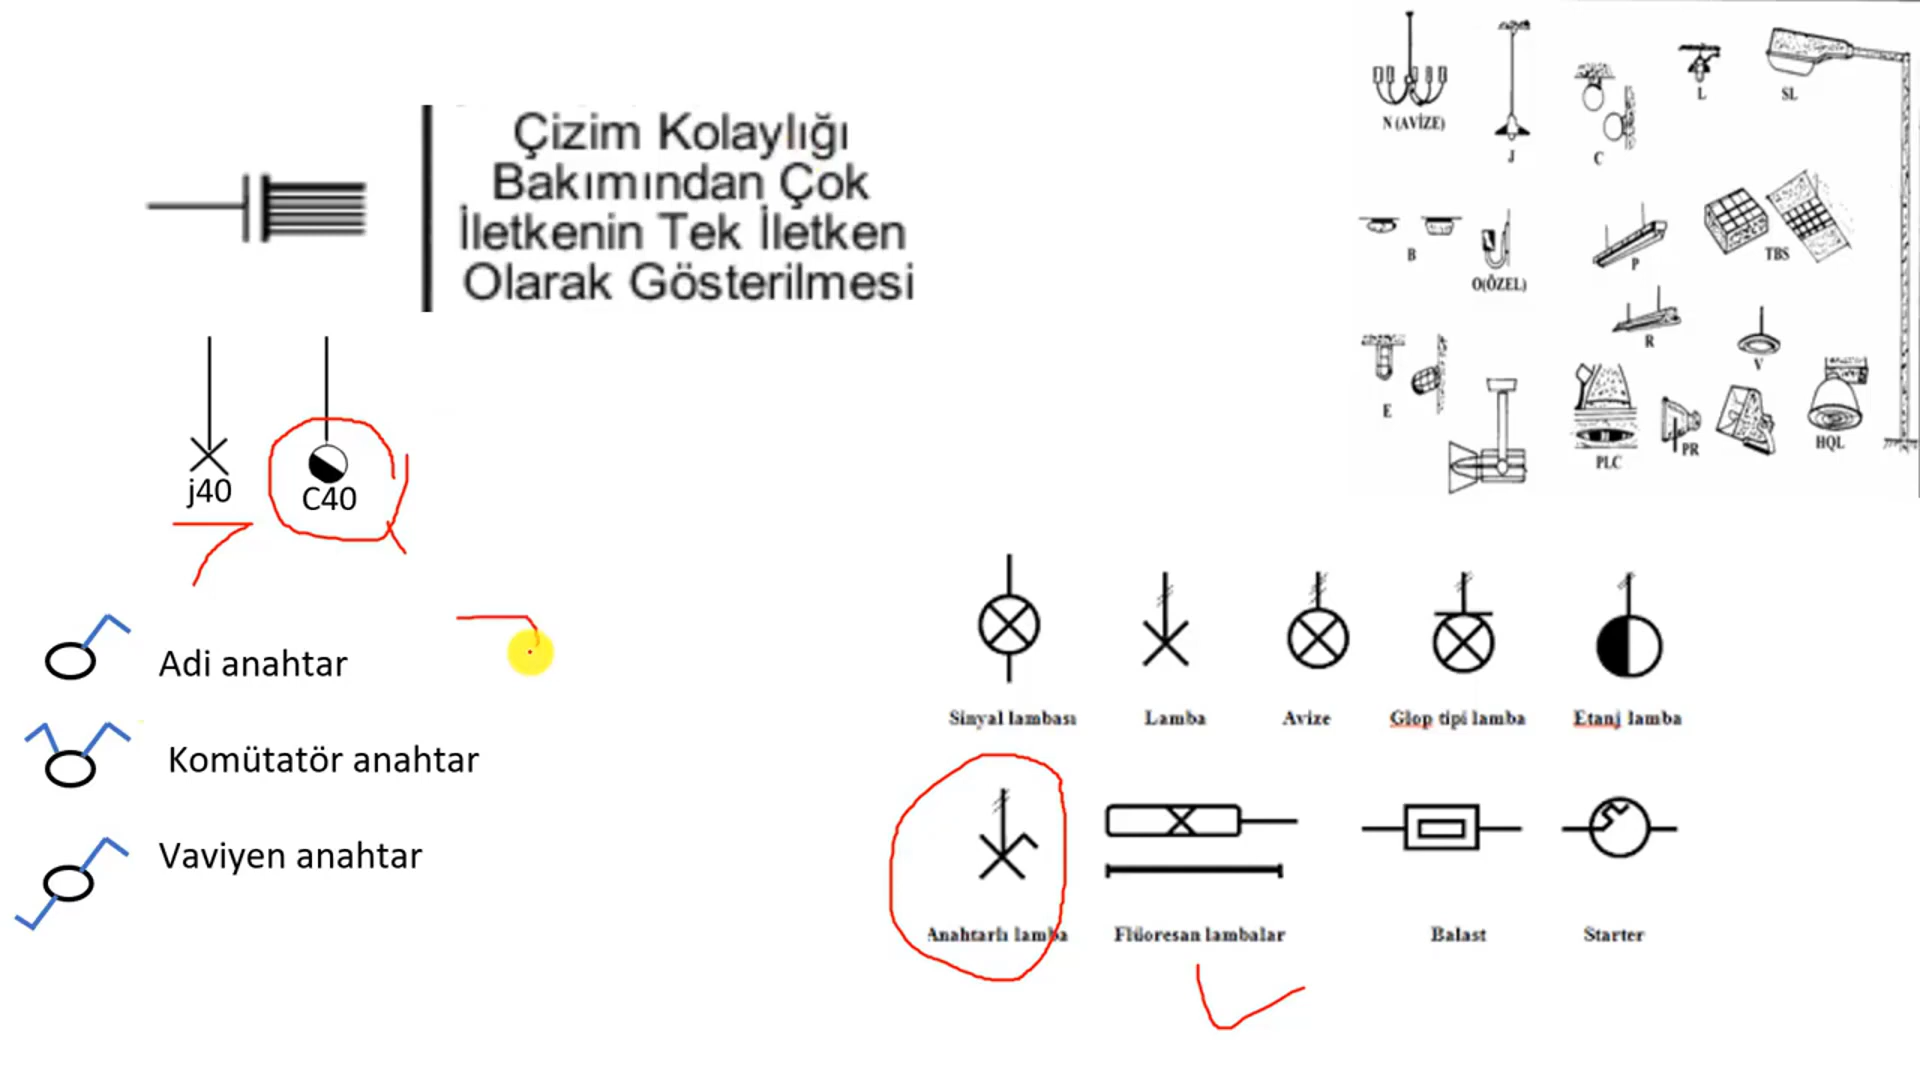 Çizim Kolaylığı
Bakımından Çok
İletkenin Tek İletken
Olarak Gösterilmesi
j40
C40
Adi anahtar
Komütatör anahtar
Vaviyen anahtar
N (AVİZE)
J
C
L
SL
B
O(ÖZEL)
P
TBS
R
V
E
PLC
PR
HQL
Sinyal lambası
Lamba
Avize
Glop tipi lamba
Etanj lamba
Anahtarlı lamba
Flüoresan lambalar
Balast
Starter